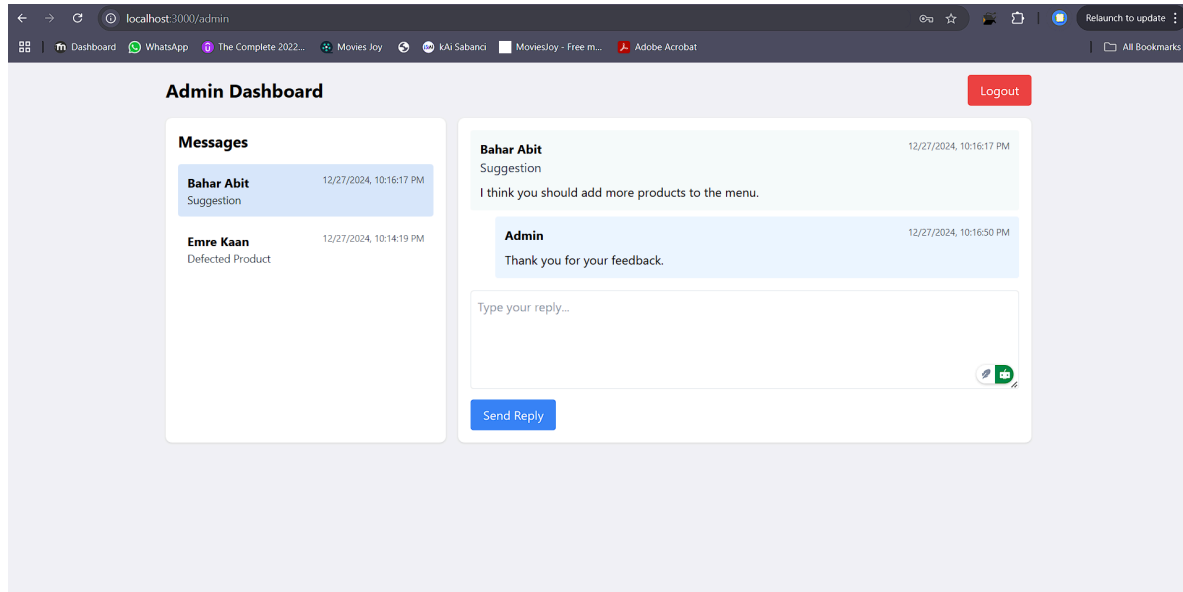 localhost:3000/admin
Relaunch to update
Dashboard WhatsApp The Complete 2022... Movies Joy kAi Sabanci MoviesJoy - Free m... Adobe Acrobat All Bookmarks
Admin Dashboard
Logout
Messages
Bahar Abit 12/27/2024, 10:16:17 PM
Suggestion
Emre Kaan 12/27/2024, 10:14:19 PM
Defected Product
Bahar Abit 12/27/2024, 10:16:17 PM
Suggestion
I think you should add more products to the menu.
Admin 12/27/2024, 10:16:50 PM
Thank you for your feedback.
Type your reply...
Send Reply